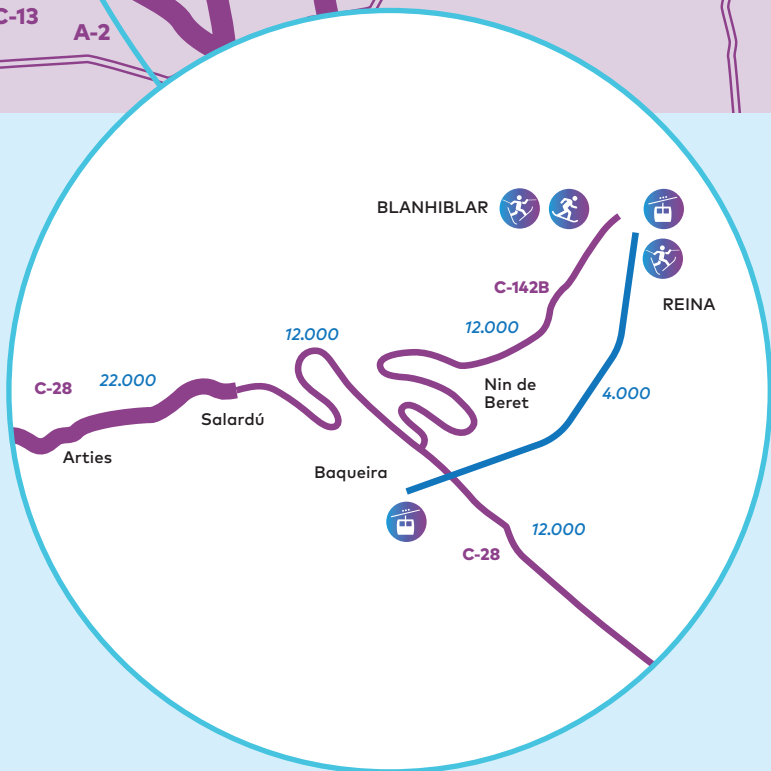 C-13
A-2
BLANHIBLAR
REINA
C-142B
12.000
12.000
C-28
22.000
Salardú
Nin de
Beret
4.000
Arties
Baqueira
12.000
C-28